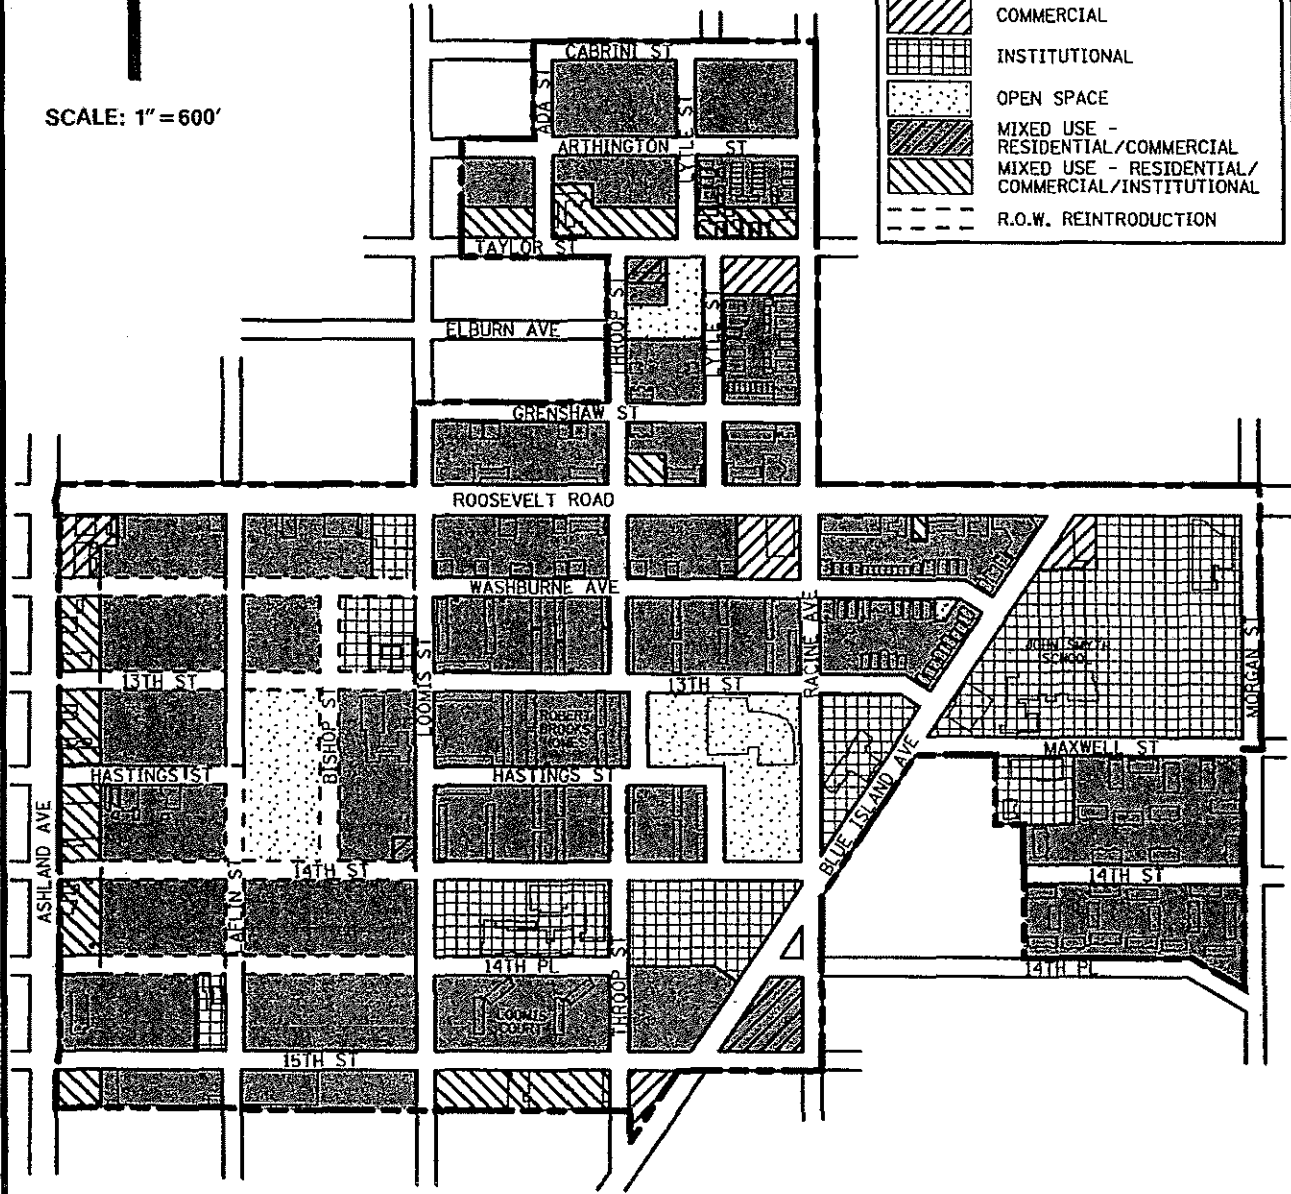 COMMERCIAL
INSTITUTIONAL
OPEN SPACE
MIXED USE -
RESIDENTIAL/COMMERCIAL
MIXED USE - RESIDENTIAL/
COMMERCIAL/INSTITUTIONAL
R.O.W. REINTRODUCTION
SCALE: 1"=600'
CABRINI ST
ADA ST
LYTLE ST
ARTHINGTON ST
TAYLOR ST
THROOP ST
LYTLE ST
ELBURN AVE
GRENSHAW ST
ROOSEVELT ROAD
WASHBURNE AVE
RACINE AVE
LOOMIS ST
JOHN SMYTH
SCHOOL
MORGAN ST
13TH ST
13TH ST
BISHOP ST
ROBERT
BROOKS
HOMES
MAXWELL ST
HASTINGS ST
HASTINGS ST
BLUE ISLAND AVE
ASHLAND AVE
LAFLIN ST
14TH ST
14TH ST
14TH PL
14TH PL
THROOP ST
LOOMIS
COURT
15TH ST